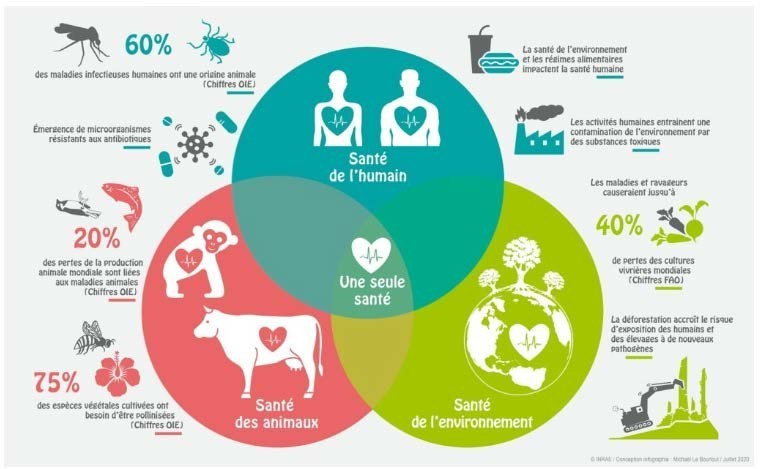 60%
des maladies infectieuses humaines ont une origine animale
(Chiffres OIE)
Émergence de microorganismes
résistants aux antibiotiques
20%
des pertes de la production
animale mondiale sont liées
aux maladies animales
(Chiffres OIE)
75%
des espèces végétales cultivées ont
besoin d'être pollinisées
(Chiffres OIE)
Santé
de l'humain
Une seule
santé
Santé
des animaux
Santé
de l'environnement
La santé de l'environnement
et les régimes alimentaires
impactent la santé humaine
Les activités humaines entraînent une
contamination de l'environnement par
des substances toxiques
Les maladies et ravageurs
causeraient jusqu'à
40%
de pertes des cultures
vivrières mondiales
(Chiffres FAO)
La déforestation accroît le risque
d'exposition des humains et
des élevages à de nouveaux
pathogènes
© INRAE / Conception infographie : Michaël Le Bourlout / Juillet 2020